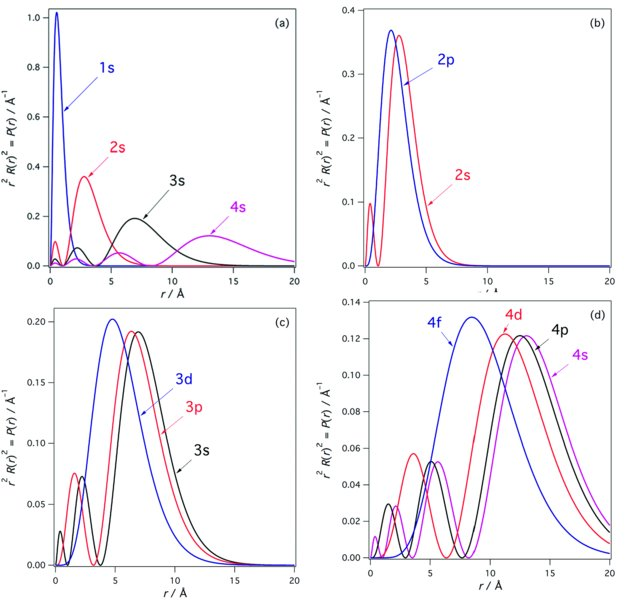 (a)
1.0
0.8
0.6
0.4
0.2
0.0
r² R(r)² = P(r) / Å⁻¹
1s
2s
3s
4s
0
5
10
15
20
r / Å
(b)
0.4
0.3
0.2
0.1
0.0
r² R(r)² = P(r) / Å⁻¹
2p
2s
0
5
10
15
20
(c)
0.20
0.15
0.10
0.05
0.00
r² R(r)² = P(r) / Å⁻¹
3d
3p
3s
0
5
10
15
20
r / Å
(d)
0.14
0.12
0.10
0.08
0.06
0.04
0.02
0.00
r² R(r)² = P(r) / Å⁻¹
4f
4d
4p
4s
0
5
10
15
20
r / Å